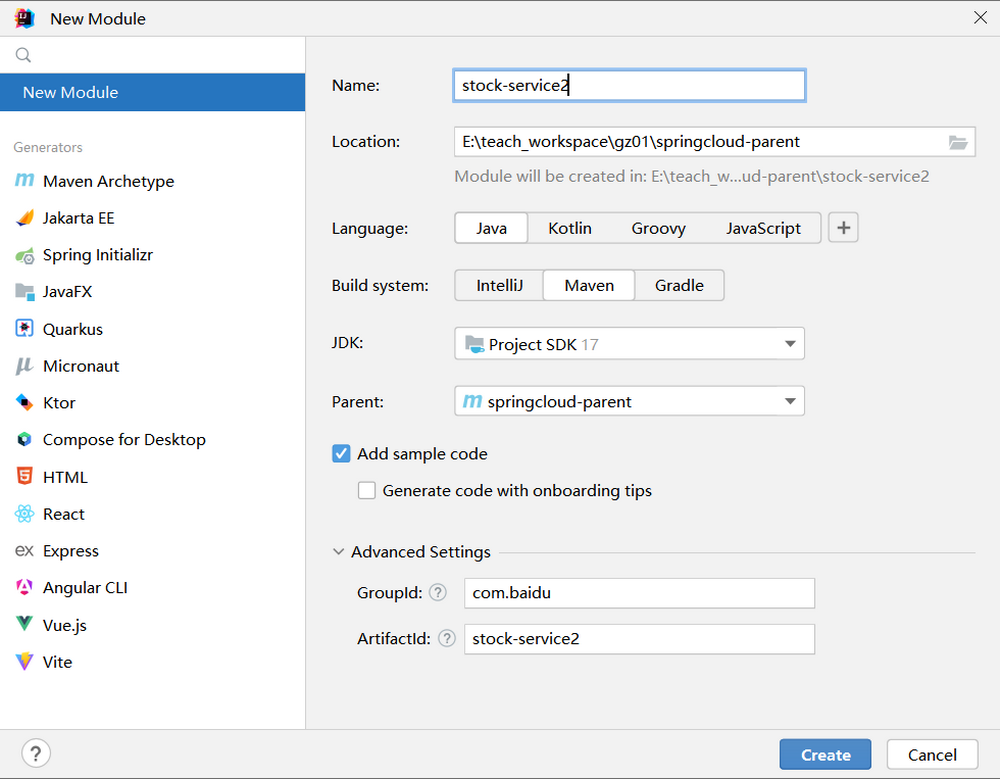 New Module
New Module
Generators
Maven Archetype
Jakarta EE
Spring Initializr
JavaFX
Quarkus
Micronaut
Ktor
Compose for Desktop
HTML
React
ex Express
Angular CLI
Vue.js
Vite
Name: stock-service2
Location: E:\teach_workspace\gz01\springcloud-parent
Module will be created in: E:\teach_w...ud-parent\stock-service2
Language: Java Kotlin Groovy JavaScript +
Build system: IntelliJ Maven Gradle
JDK: Project SDK 17
Parent: m springcloud-parent
Add sample code
Generate code with onboarding tips
Advanced Settings
GroupId: ? com.baidu
ArtifactId: ? stock-service2
? Create Cancel